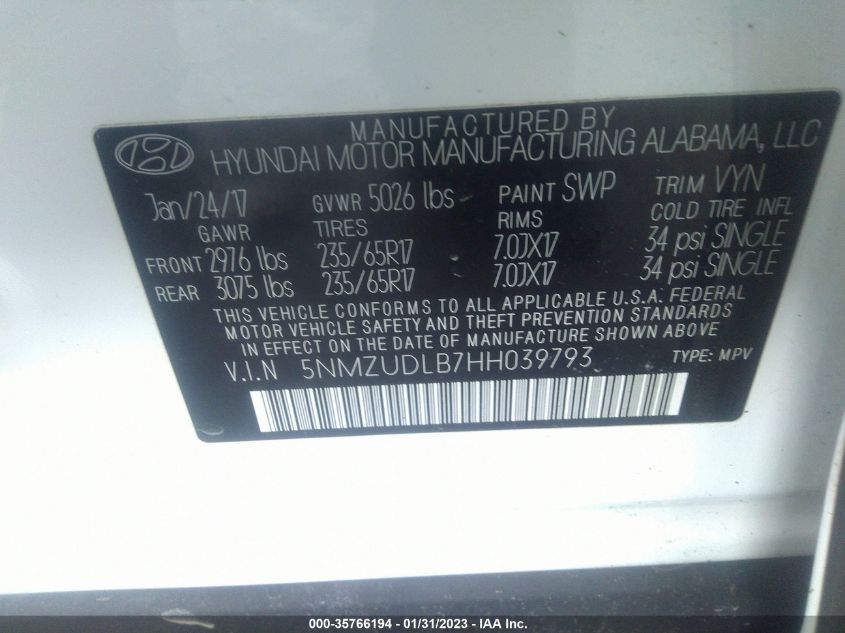 MANUFACTURED BY
HYUNDAI MOTOR MANUFACTURING ALABAMA, LLC
Jan/24/17 GVWR 5026 lbs PAINT SWP TRIM VYN
GAWR TIRES RIMS COLD TIRE INFL
FRONT 2976 lbs 235/65R17 7.0JX17 34 psi SINGLE
REAR 3075 lbs 235/65R17 7.0JX17 34 psi SINGLE
THIS VEHICLE CONFORMS TO ALL APPLICABLE U.S.A. FEDERAL
MOTOR VEHICLE SAFETY AND THEFT PREVENTION STANDARDS
IN EFFECT ON THE DATE OF MANUFACTURE SHOWN ABOVE
V.I.N 5NMZUDLB7HH039793 TYPE: MPV
000-35766194 - 01/31/2023 - IAA Inc.